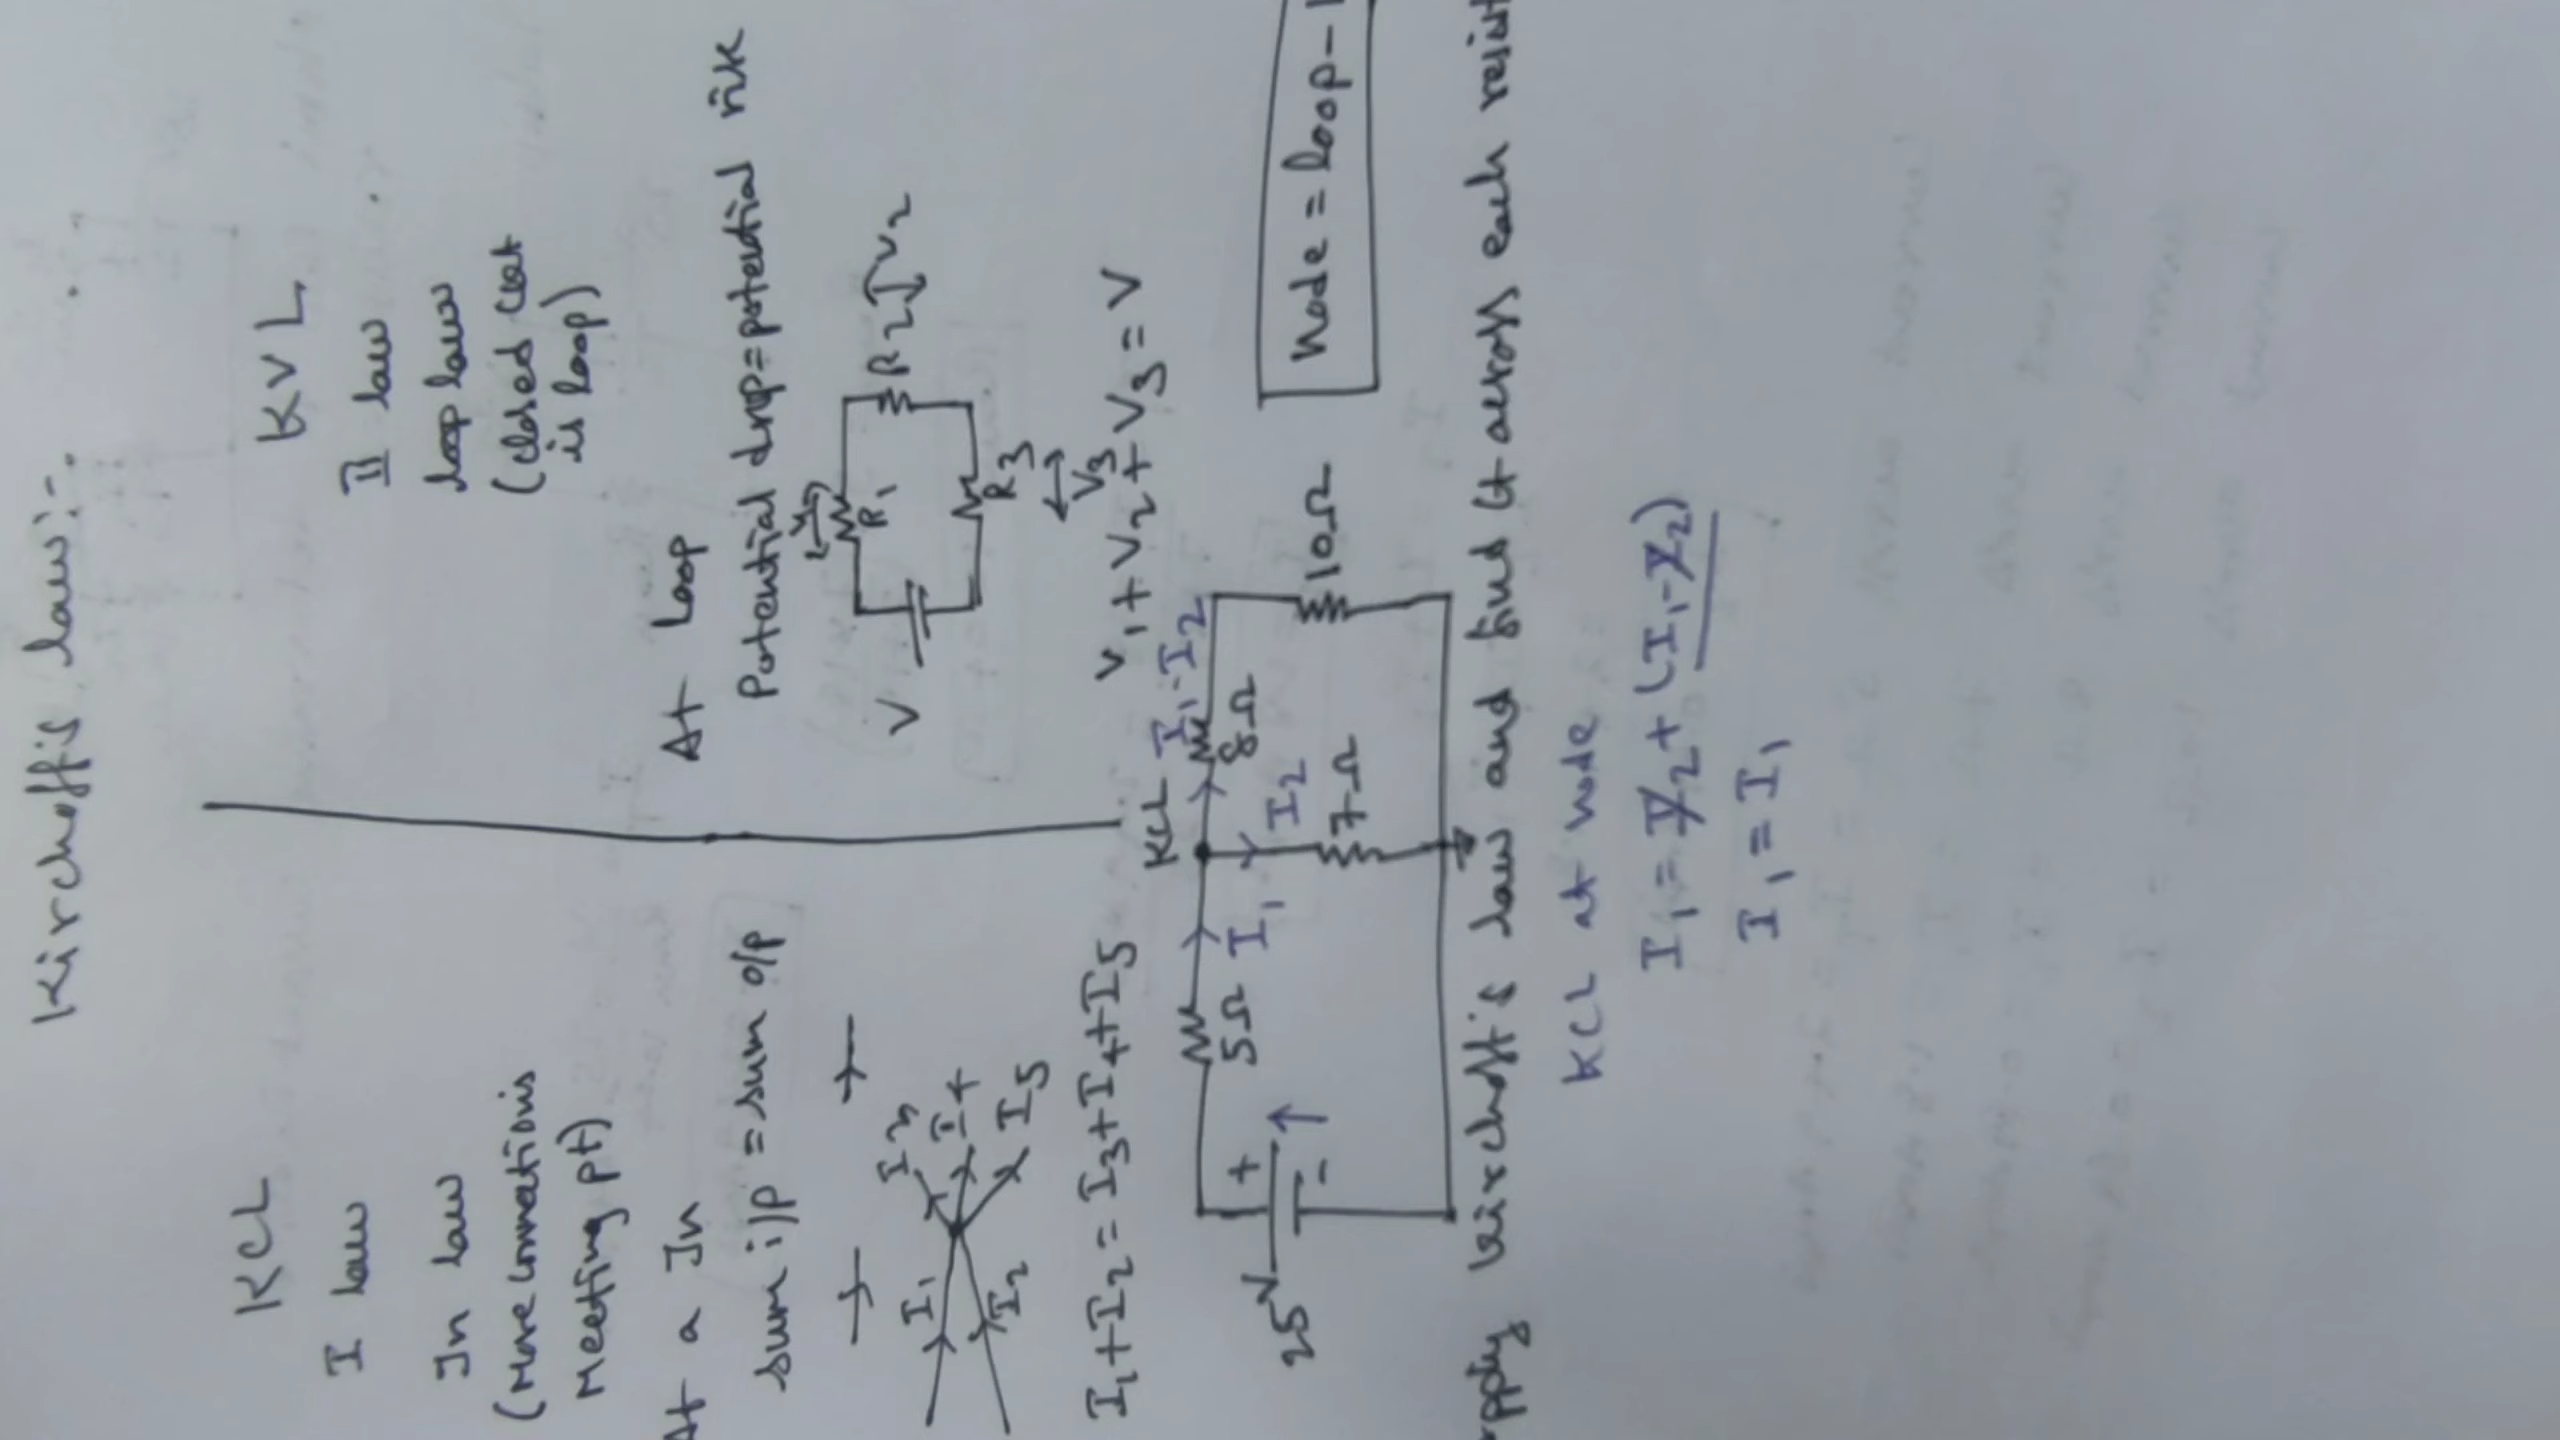 Kirchoff's law:-
KCL
I law
Jn law
(More connections
Meeting pt)
At a Jn
sum i/p = sum o/p
I1
I2
I3
I4
I5
I1+I2 = I3+I4+I5
KVL
II law
loop law
(closed
is loop)
At Loop
Potential drop=potential rise
V1
R1
V
R2
V2
R3
V3
V1+V2+V3=V
KCL
I1-I2
25V
+
-
5Ω
I1
I2
8Ω
7Ω
10Ω
Node = loop-1
pply kirchoff's law and find across each resist
KCL at node
I1=I2+(I1-I2)
I1=I1